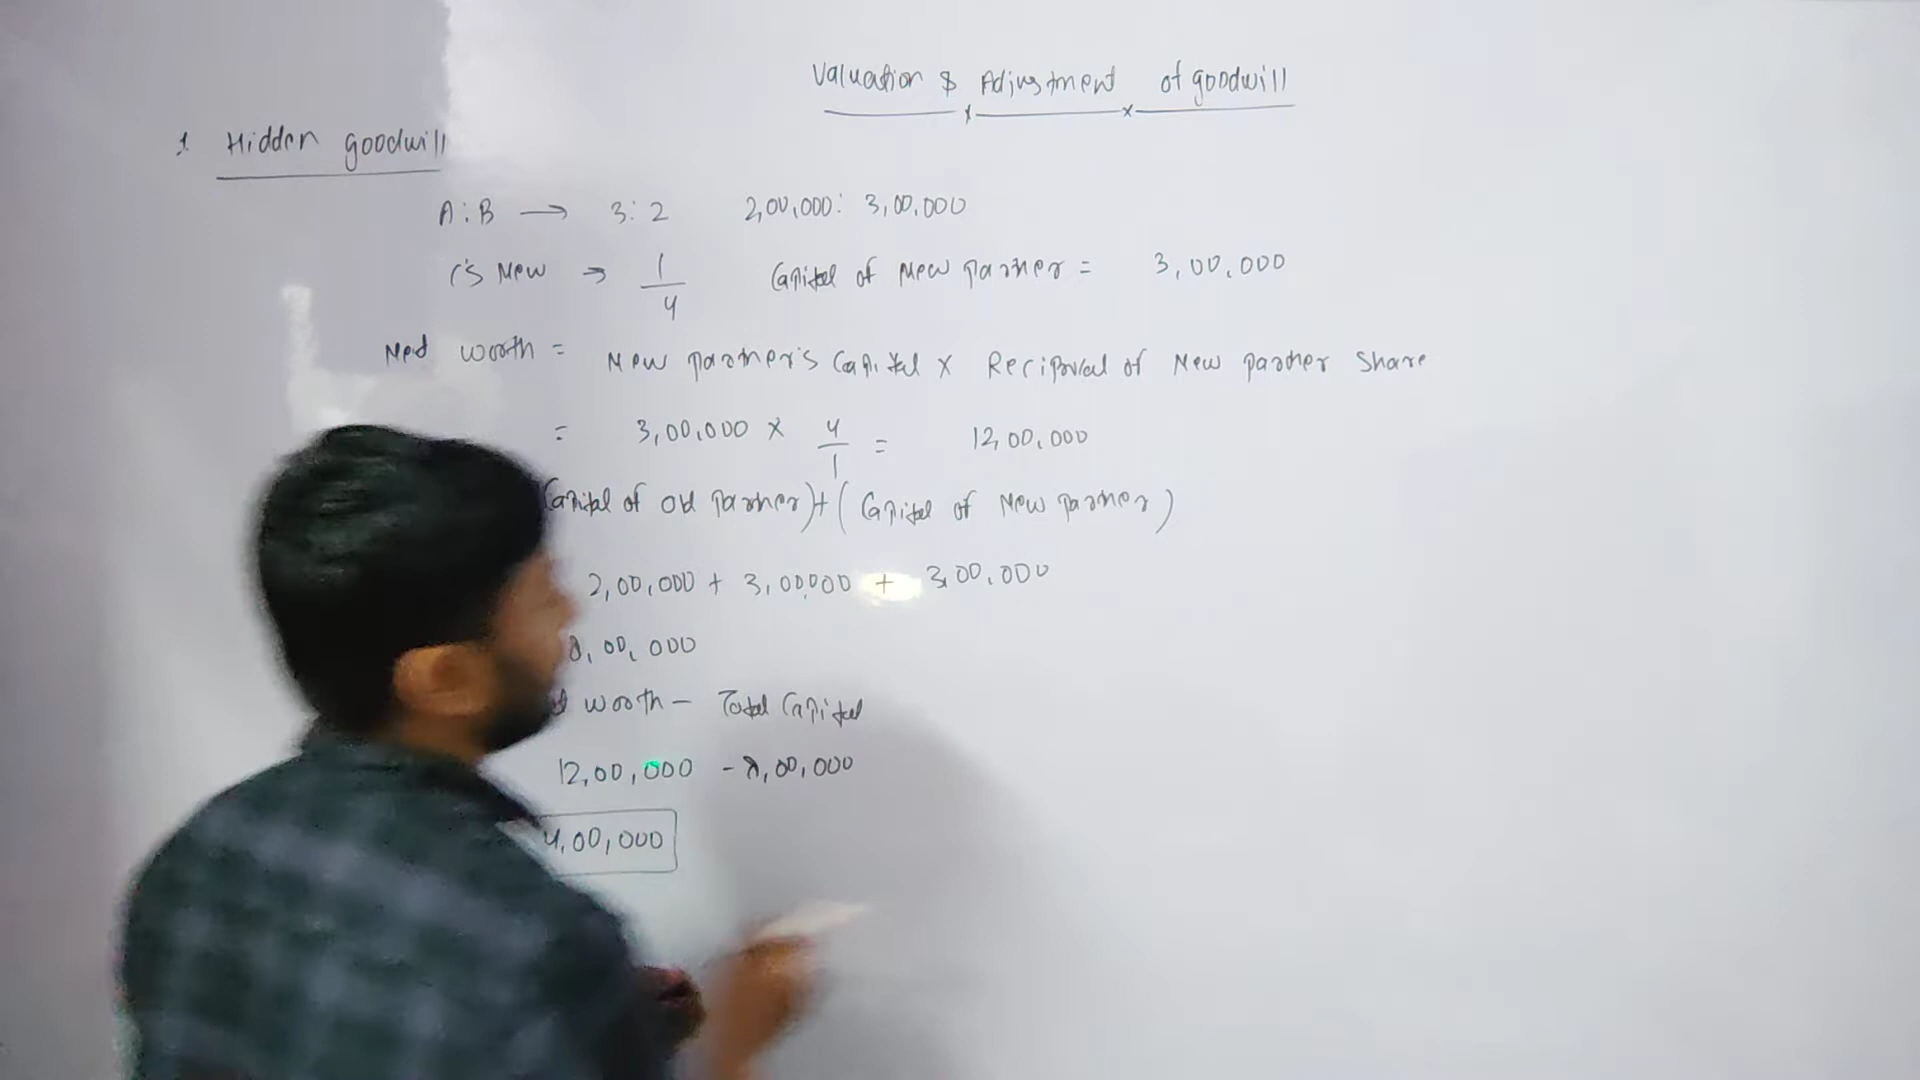 Valuation & Adjustment of goodwill
1. Hidden goodwill
A:B → 3:2 2,00,000: 3,00,000
C's New → 1/4 Capital of New Partner = 3,00,000
Net worth = New Partner's Capital × Reciprocal of New partner share
= 3,00,000 × 4/1 = 12,00,000
Capital of old Partner) + (Capital of New Partner)
2,00,000 + 3,00,000 + 3,00,000
8,00,000
worth - Total Capital
12,00,000 - 8,00,000
4,00,000